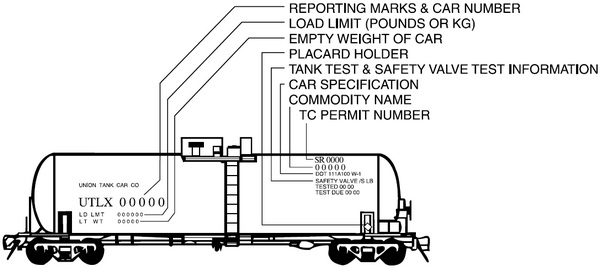 REPORTING MARKS & CAR NUMBER
LOAD LIMIT (POUNDS OR KG)
EMPTY WEIGHT OF CAR
PLACARD HOLDER
TANK TEST & SAFETY VALVE TEST INFORMATION
CAR SPECIFICATION
COMMODITY NAME
TC PERMIT NUMBER
SR 0000
00000
DOT 111A100 W-1
SAFETY VALVE /S LB
TESTED 00 00
TEST DUE 00 00
UNION TANK CAR CO
UTLX 00000
LD LMT 000000
LT WT 00000